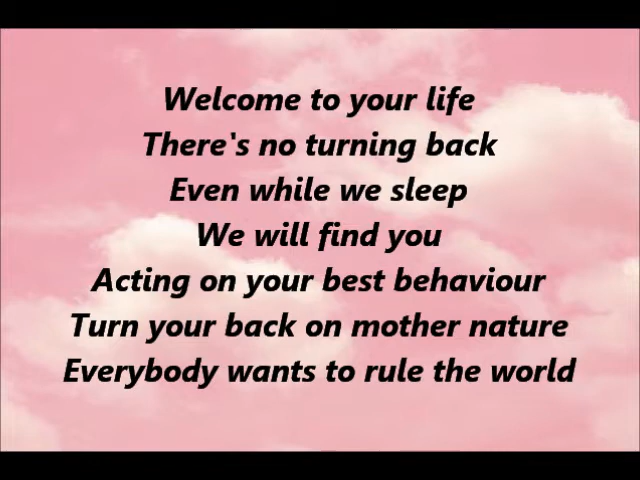 Welcome to your life
There's no turning back
Even while we sleep
We will find you
Acting on your best behaviour
Turn your back on mother nature
Everybody wants to rule the world